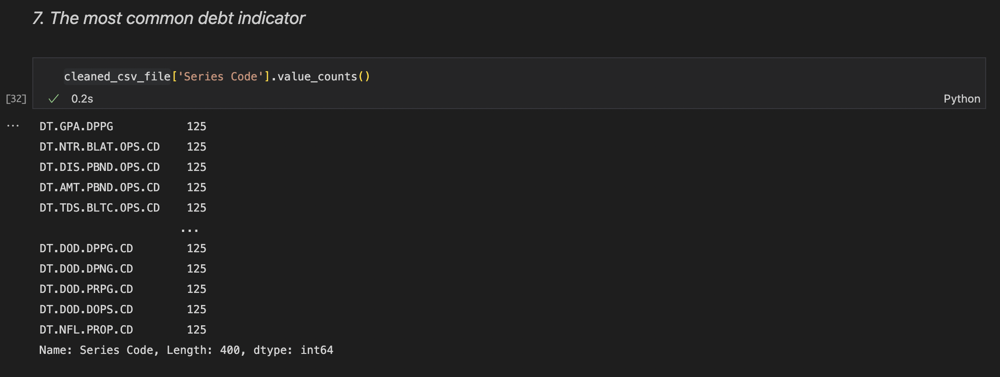 7. The most common debt indicator
cleaned_csv_file['Series Code'].value_counts()
[32] ✓ 0.2s Python
...
DT.GPA.DPPG 125
DT.NTR.BLAT.OPS.CD 125
DT.DIS.PBND.OPS.CD 125
DT.AMT.PBND.OPS.CD 125
DT.TDS.BLTC.OPS.CD 125
...
DT.DOD.DPPG.CD 125
DT.DOD.DPNG.CD 125
DT.DOD.PRPG.CD 125
DT.DOD.DOPS.CD 125
DT.NFL.PROP.CD 125
Name: Series Code, Length: 400, dtype: int64